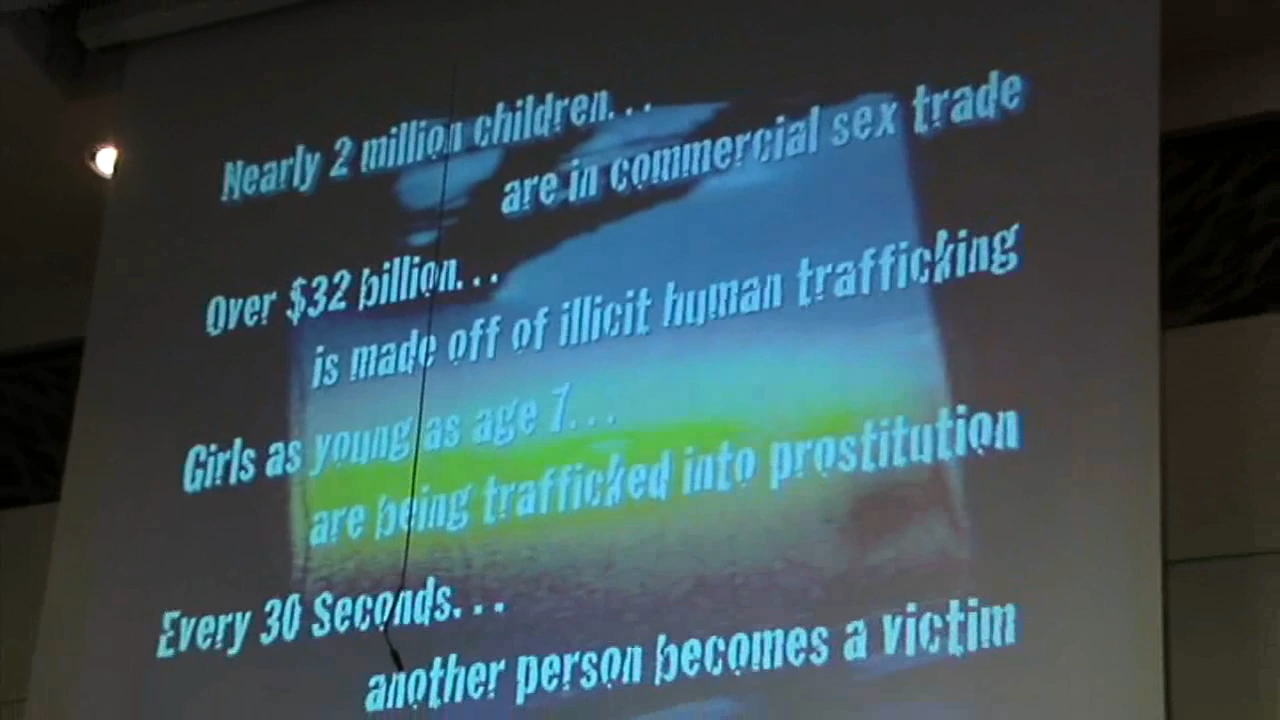 Nearly 2 million children...
are in commercial sex trade
Over $32 billion...
is made off of illicit human trafficking
Girls as young as age 7...
are being trafficked into prostitution
Every 30 Seconds...
another person becomes a victim